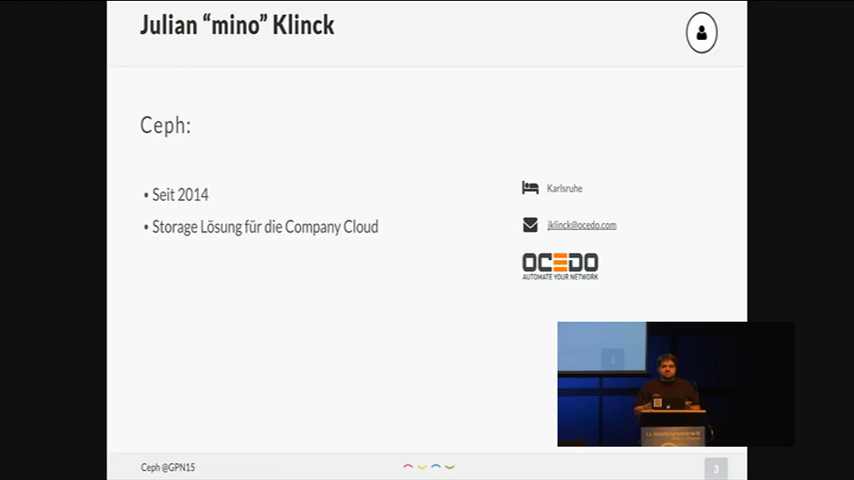 Julian “mino” Klinck
Ceph:
• Seit 2014
• Storage Lösung für die Company Cloud
Karlsruhe
jklinck@ocedo.com
OCEDO
AUTOMATE YOUR NETWORK
Ceph @GPN15
3